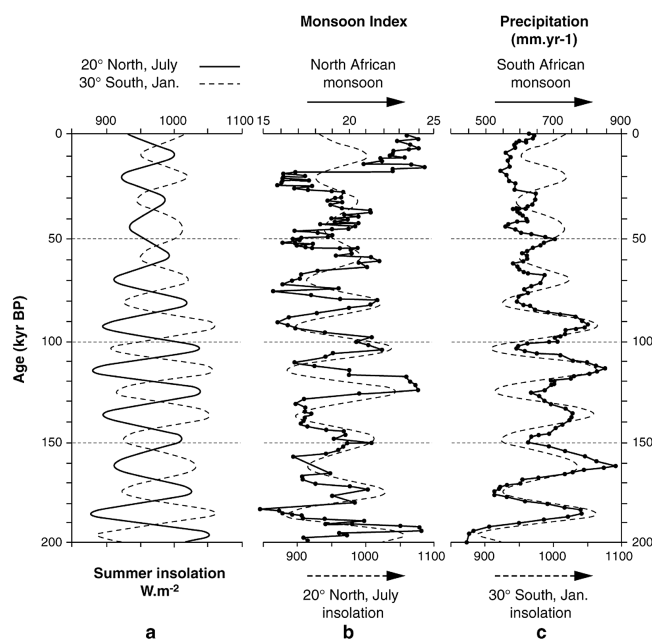 Monsoon Index
Precipitation
(mm.yr-1)
20° North, July
30° South, Jan.
North African
monsoon
South African
monsoon
900 1000 1100
15 20 25
500 700 900
0
50
100
150
200
Age (kyr BP)
0
50
100
150
200
900 1000 1100
900 1000 1100
Summer insolation
W.m-2
20° North, July
insolation
30° South, Jan.
insolation
a b c